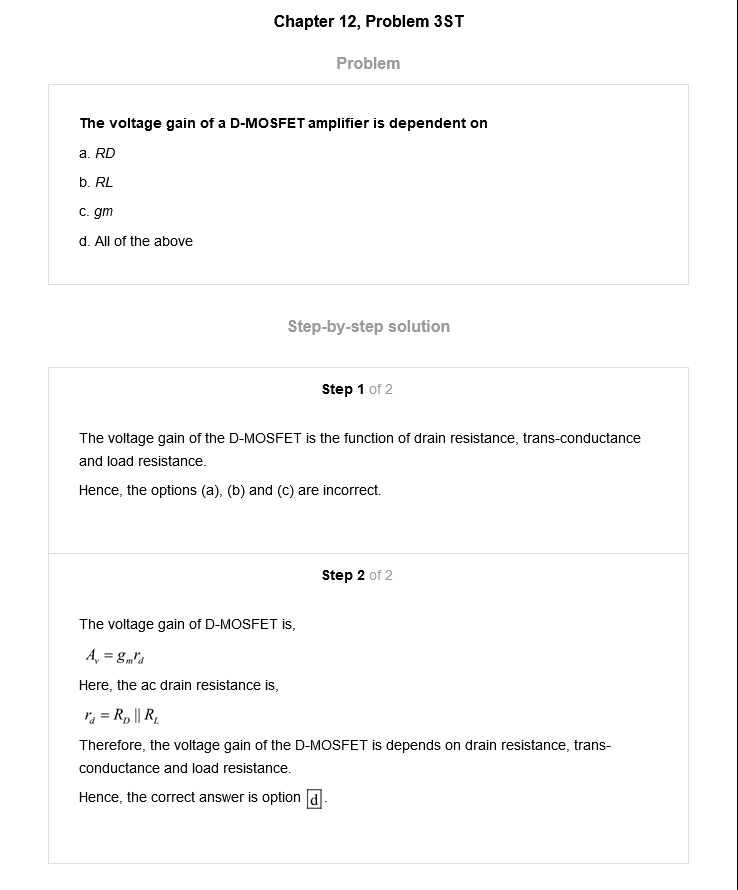 Chapter 12, Problem 3ST
Problem
The voltage gain of a D-MOSFET amplifier is dependent on
a. RD
b. RL
c. gm
d. All of the above
Step-by-step solution
Step 1 of 2
The voltage gain of the D-MOSFET is the function of drain resistance, trans-conductance
and load resistance.
Hence, the options (a), (b) and (c) are incorrect.
Step 2 of 2
The voltage gain of D-MOSFET is,
A_v = g_m r_d
Here, the ac drain resistance is,
r_d = R_D || R_L
Therefore, the voltage gain of the D-MOSFET is depends on drain resistance, trans-
conductance and load resistance.
Hence, the correct answer is option d.